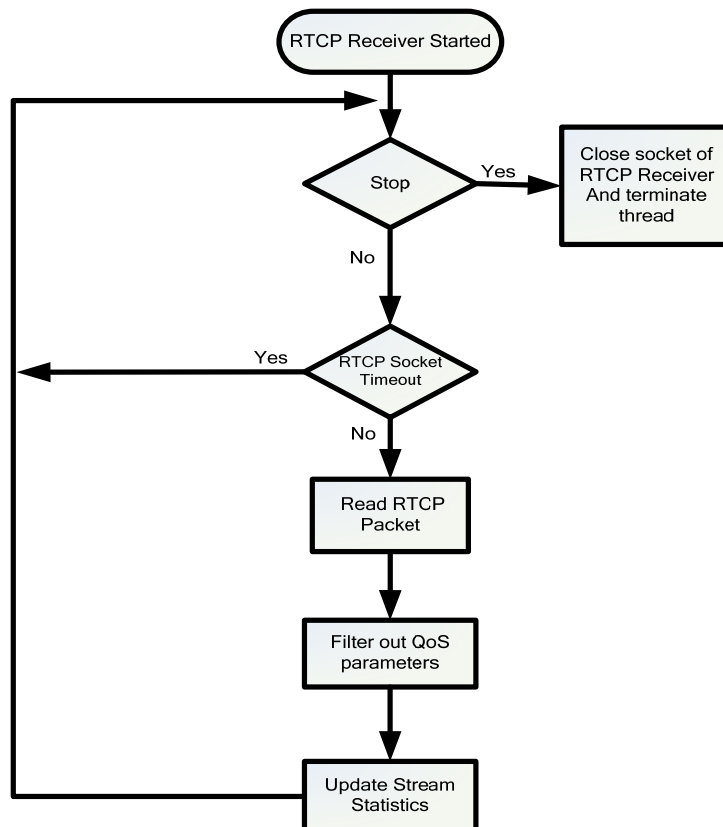 RTCP Receiver Started
Stop
Yes
Close socket of
RTCP Receiver
And terminate
thread
No
Yes
RTCP Socket
Timeout
No
Read RTCP
Packet
Filter out QoS
parameters
Update Stream
Statistics